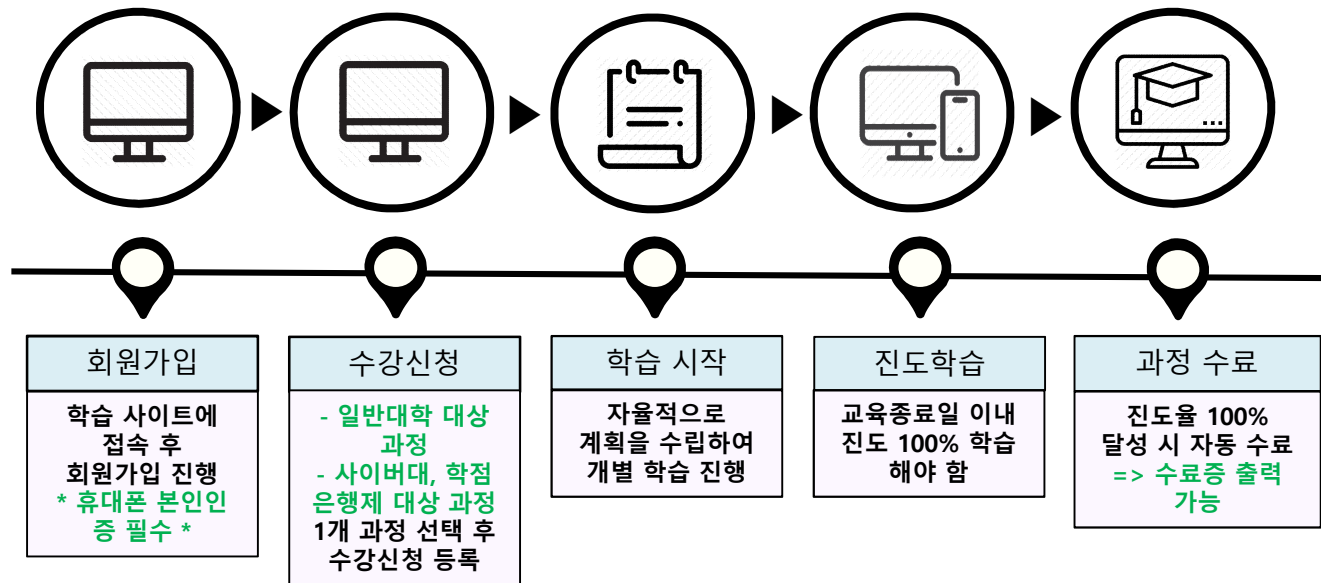 회원가입
학습 사이트에
접속 후
회원가입 진행
* 휴대폰 본인인
증 필수 *
수강신청
- 일반대학 대상
과정
- 사이버대, 학점
은행제 대상 과정
1개 과정 선택 후
수강신청 등록
학습 시작
자율적으로
계획을 수립하여
개별 학습 진행
진도학습
교육종료일 이내
진도 100% 학습
해야 함
과정 수료
진도율 100%
달성 시 자동 수료
=> 수료증 출력
가능